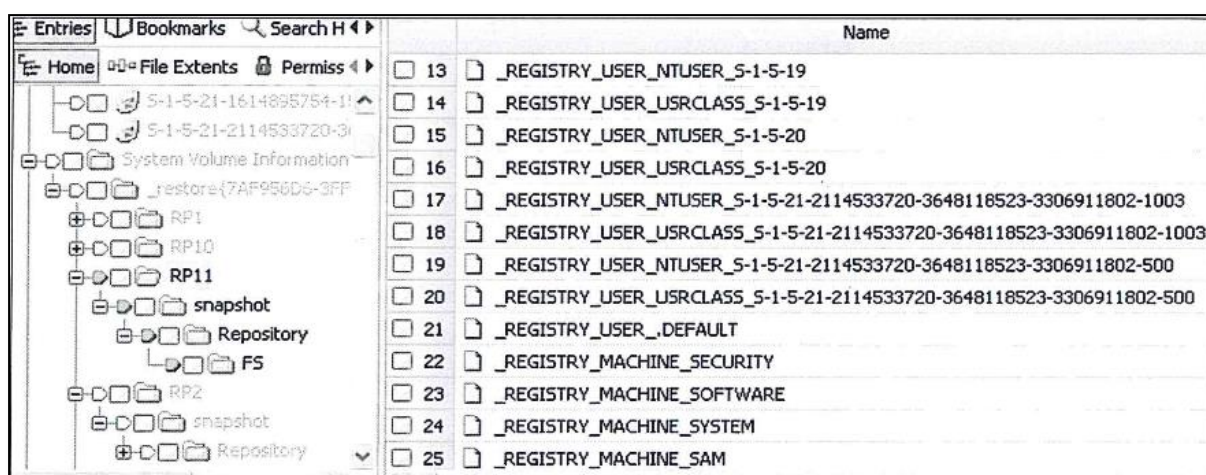 Entries Bookmarks Search H
Home File Extents Permiss
S-1-5-21-1614895754-1
S-1-5-21-2114533720-3
System Volume Information
_restore{7AF956D6-3FF
RP1
RP10
RP11
snapshot
Repository
FS
RP2
snapshot
Repository
Name
13 _REGISTRY_USER_NTUSER_S-1-5-19
14 _REGISTRY_USER_USRCLASS_S-1-5-19
15 _REGISTRY_USER_NTUSER_S-1-5-20
16 _REGISTRY_USER_USRCLASS_S-1-5-20
17 _REGISTRY_USER_NTUSER_S-1-5-21-2114533720-3648118523-3306911802-1003
18 _REGISTRY_USER_USRCLASS_S-1-5-21-2114533720-3648118523-3306911802-1003
19 _REGISTRY_USER_NTUSER_S-1-5-21-2114533720-3648118523-3306911802-500
20 _REGISTRY_USER_USRCLASS_S-1-5-21-2114533720-3648118523-3306911802-500
21 _REGISTRY_USER_.DEFAULT
22 _REGISTRY_MACHINE_SECURITY
23 _REGISTRY_MACHINE_SOFTWARE
24 _REGISTRY_MACHINE_SYSTEM
25 _REGISTRY_MACHINE_SAM